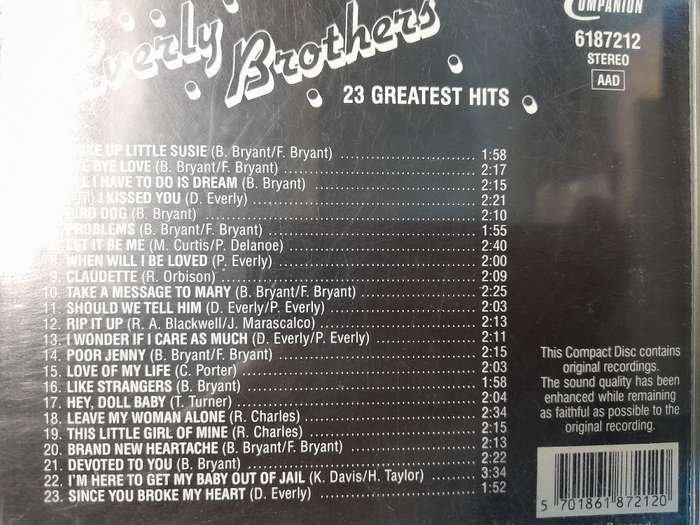 OMPANION
6187212
STEREO
AAD
Everly
Brothers
23 GREATEST HITS
UP LITTLE SUSIE (B. Bryant/F. Bryant) 1:58
BYE LOVE (B. Bryant/F. Bryant) 2:17
I HAVE TO DO IS DREAM (B. Bryant) 2:15
I KISSED YOU (D. Everly) 2:21
BIRD DOG (B. Bryant) 2:10
PROBLEMS (B. Bryant/F. Bryant) 1:55
LET IT BE ME (M. Curtis/P. Delanoe) 2:40
8. WHEN WILL I BE LOVED (P. Everly) 2:00
9. CLAUDETTE (R. Orbison) 2:09
10. TAKE A MESSAGE TO MARY (B. Bryant/F. Bryant) 2:25
11. SHOULD WE TELL HIM (D. Everly/P. Everly) 2:03
12. RIP IT UP (R. A. Blackwell/J. Marascalco) 2:13
13. I WONDER IF I CARE AS MUCH (D. Everly/P. Everly) 2:11
14. POOR JENNY (B. Bryant/F. Bryant) 2:15
15. LOVE OF MY LIFE (C. Porter) 2:03
16. LIKE STRANGERS (B. Bryant) 1:58
17. HEY, DOLL BABY (T. Turner) 2:04
18. LEAVE MY WOMAN ALONE (R. Charles) 2:34
19. THIS LITTLE GIRL OF MINE (R. Charles) 2:15
20. BRAND NEW HEARTACHE (B. Bryant/F. Bryant) 2:13
21. DEVOTED TO YOU (B. Bryant) 2:22
22. I'M HERE TO GET MY BABY OUT OF JAIL (K. Davis/H. Taylor) 3:34
23. SINCE YOU BROKE MY HEART (D. Everly) 1:52
This Compact Disc contains
original recordings.
The sound quality has been
enhanced while remaining
as faithful as possible to the
original recording.
5 701861 872120